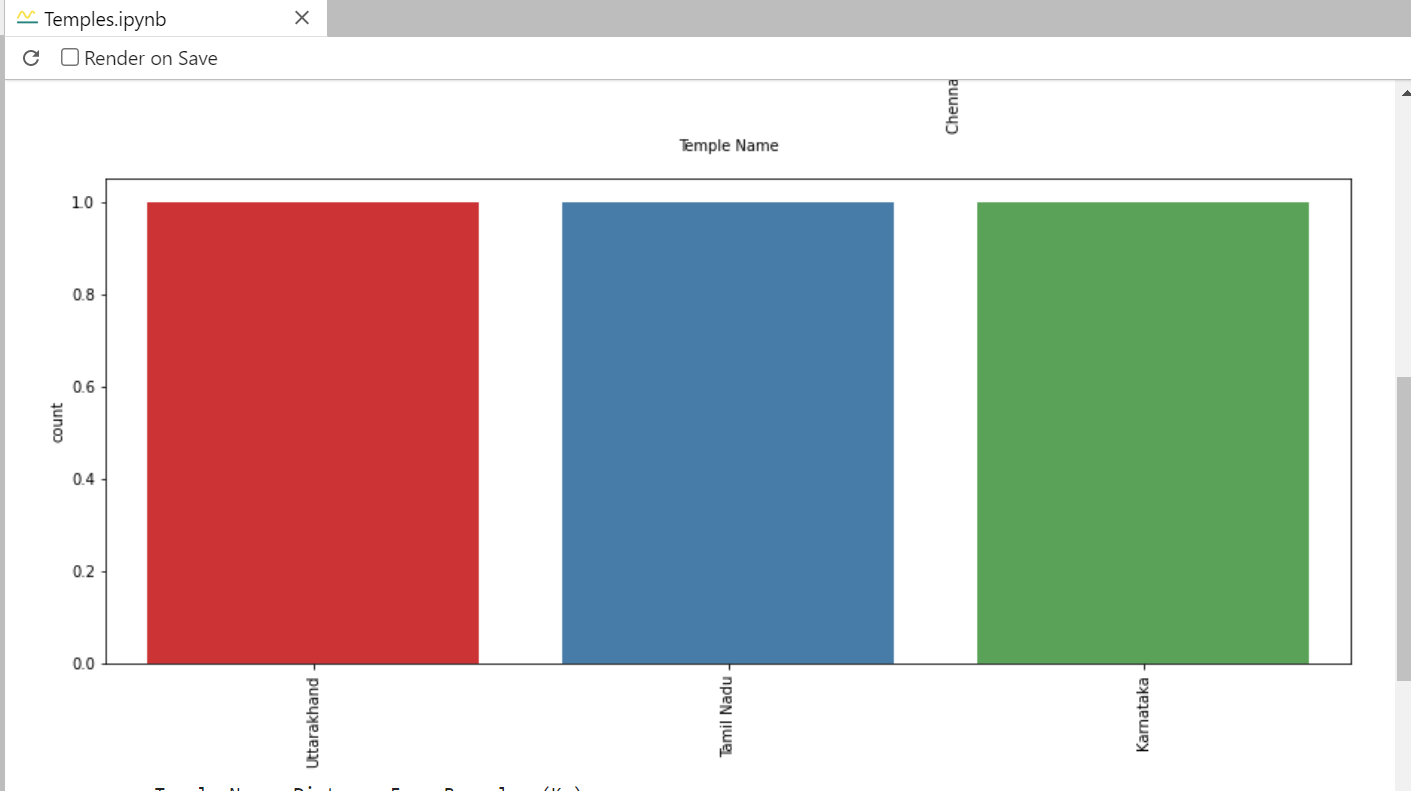 Temples.ipynb
Render on Save
Chenna
Temple Name
1.0
0.8
0.6
0.4
0.2
0.0
count
Uttarakhand
Tamil Nadu
Karnataka